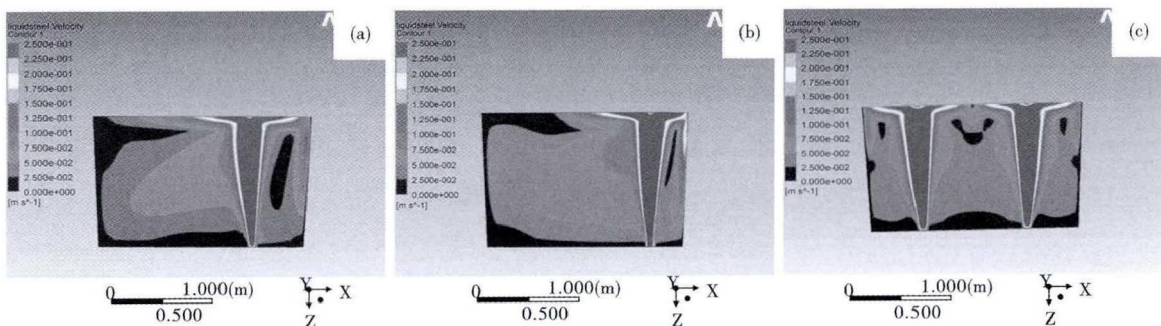 liquidsteel Velocity
Contour 1
2.500e-001
2.250e-001
2.000e-001
1.750e-001
1.500e-001
1.250e-001
1.000e-001
7.500e-002
5.000e-002
2.500e-002
0.000e+000
[m s^-1]
(a)
0 1.000(m)
0.500
Y
X
Z
liquidsteel Velocity
Contour 1
2.500e-001
2.250e-001
2.000e-001
1.750e-001
1.500e-001
1.250e-001
1.000e-001
7.500e-002
5.000e-002
2.500e-002
0.000e+000
[m s^-1]
(b)
0 1.000(m)
0.500
Y
X
Z
liquidsteel Velocity
Contour 1
2.500e-001
2.250e-001
2.000e-001
1.750e-001
1.500e-001
1.250e-001
1.000e-001
7.500e-002
5.000e-002
2.500e-002
0.000e+000
[m s^-1]
(c)
0 1.000(m)
0.500
Y
X
Z